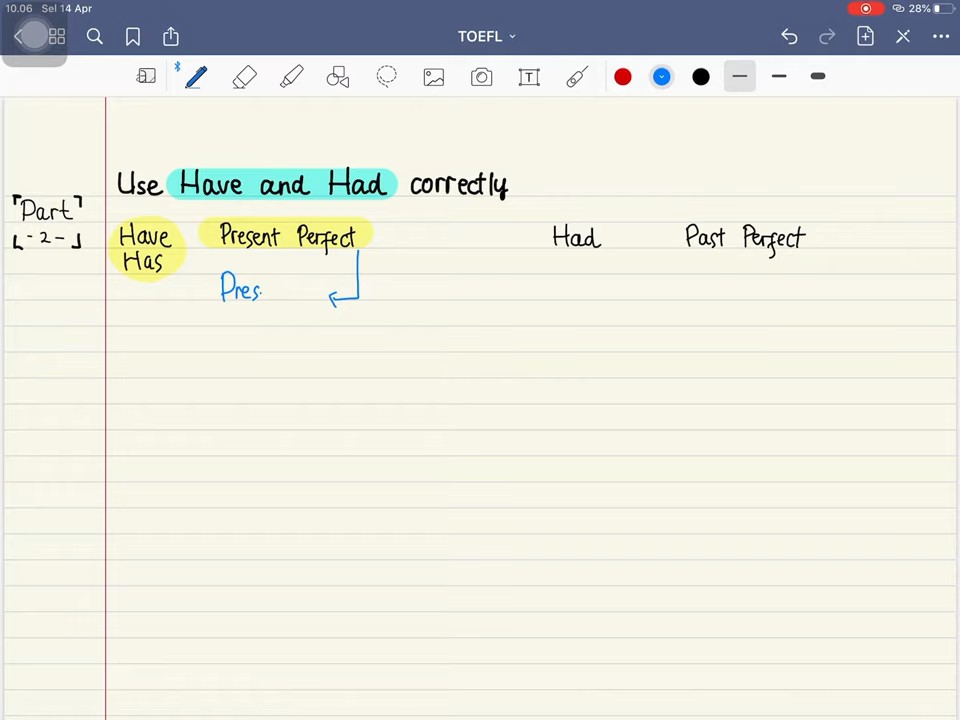 10.06 Sel 14 Apr
28%
TOEFL
T
Use Have and Had correctly
Part
- 2 -
Have Present Perfect Had Past Perfect
Has
Pres